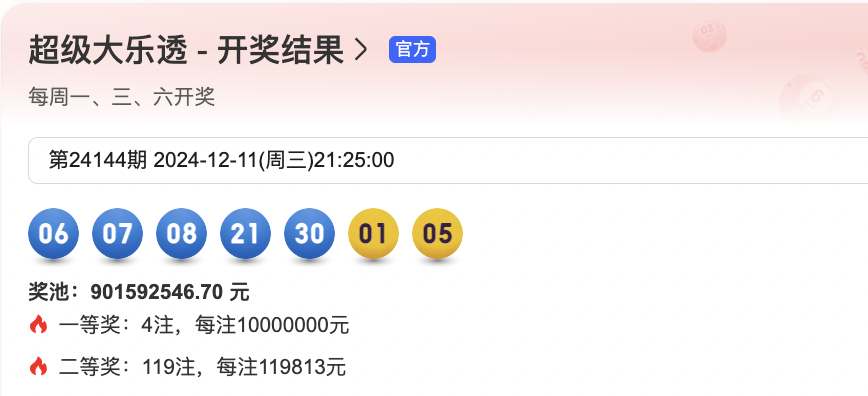 超级大乐透 - 开奖结果 官方
每周一、三、六开奖
第24144期 2024-12-11(周三)21:25:00
06 07 08 21 30 01 05
奖池：901592546.70 元
一等奖：4注，每注10000000元
二等奖：119注，每注119813元